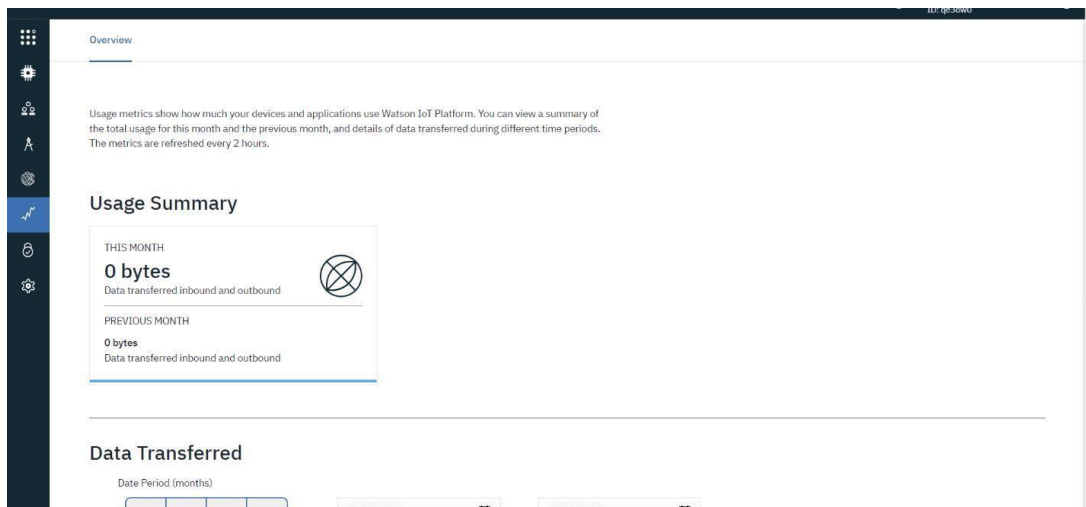 Overview
Usage metrics show how much your devices and applications use Watson IoT Platform. You can view a summary of
the total usage for this month and the previous month, and details of data transferred during different time periods.
The metrics are refreshed every 2 hours.
Usage Summary
THIS MONTH
0 bytes
Data transferred inbound and outbound
PREVIOUS MONTH
0 bytes
Data transferred inbound and outbound
Data Transferred
Date Period (months)